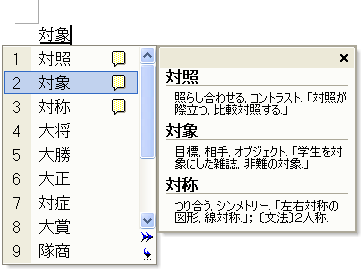 対象
1 対照
2 対象
3 対称
4 大将
5 大勝
6 大正
7 対症
8 大賞
9 隊商
対照
照らし合わせる, コントラスト.「対照が
際立つ, 比較対照する.」
対象
目標, 相手, オブジェクト.「学生を対
象にした雑誌, 非難の対象.」
対称
つり合う, シンメトリー.「左右対称の
図形, 線対称.」;〔文法〕2人称.